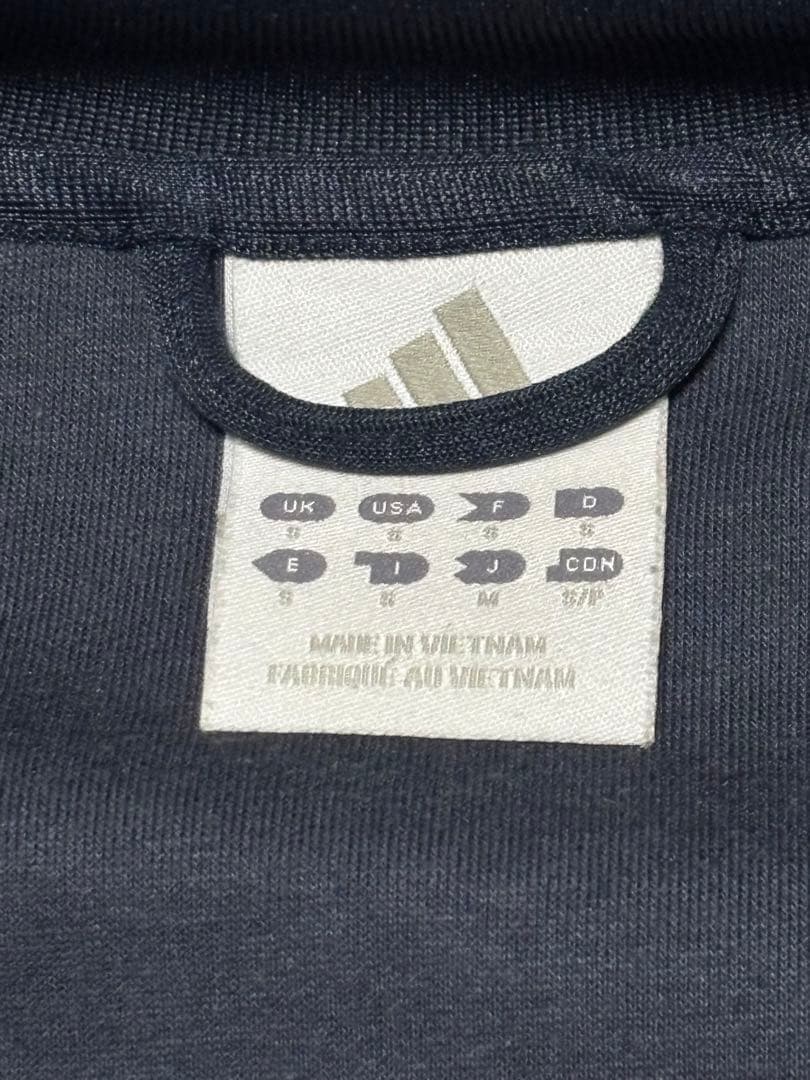 UK USA F D
S S S S
E I J CDN
S S M S/P
MADE IN VIETNAM
FABRIQUÉ AU VIETNAM